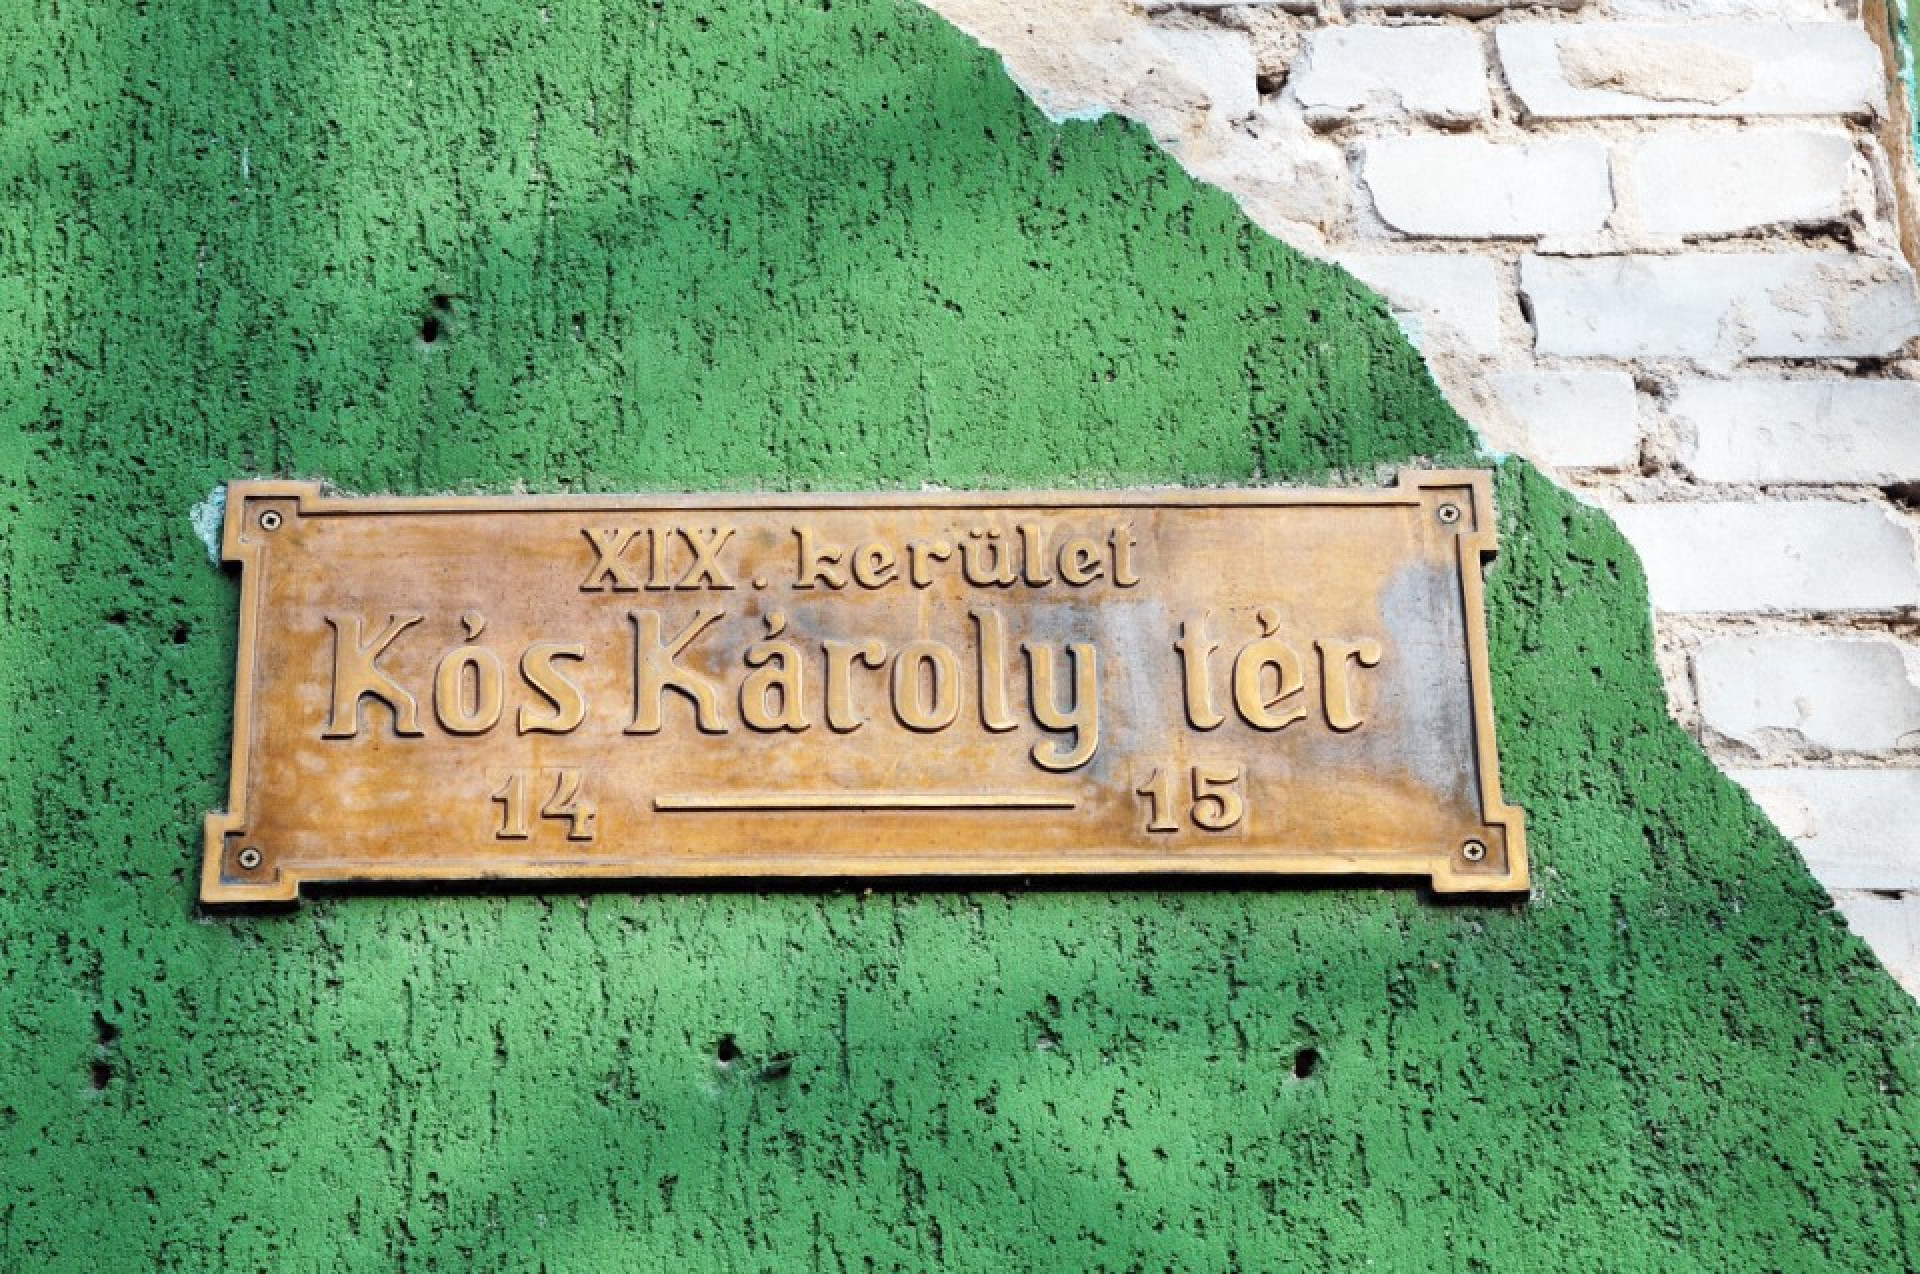 XIX. kerület
Kós Károly tér
14 — 15